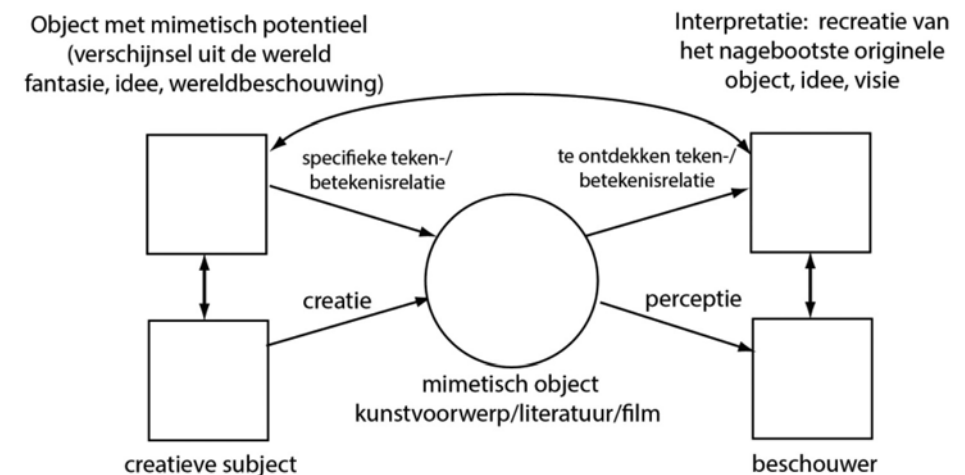 Object met mimetisch potentieel
(verschijnsel uit de wereld
fantasie, idee, wereldbeschouwing)
Interpretatie: recreatie van
het nagebootste originele
object, idee, visie
specifieke teken-/
betekenisrelatie
te ontdekken teken-/
betekenisrelatie
creatie
perceptie
mimetisch object
kunstvoorwerp/literatuur/film
creatieve subject
beschouwer